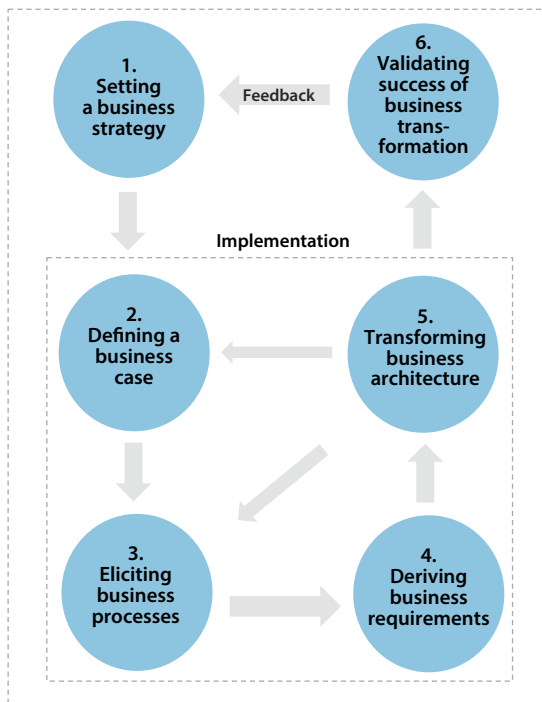 1.
Setting
a business
strategy
Feedback
6.
Validating
success of
business
trans-
formation
Implementation
2.
Defining a
business
case
5.
Transforming
business
architecture
3.
Eliciting
business
processes
4.
Deriving
business
requirements